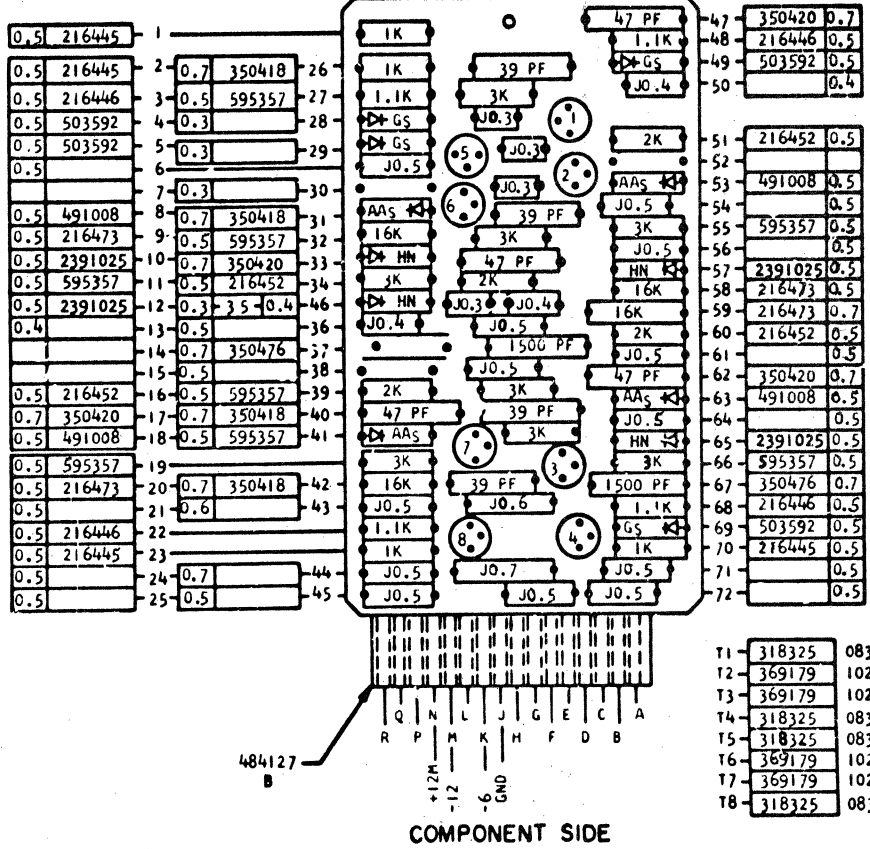 47 PF 47 350420 0.7
0.5 216445 1 1K 1.1K 48 216446 0.5
GS 49 503592 0.5
0.5 216445 2 0.7 350418 26 1K 39 PF J0.4 50 0.4
0.5 216446 3 0.5 595357 27 1.1K 3K
0.5 503592 4 0.3 28 GS J0.3 1
0.5 503592 5 0.3 29 GS J0.3 2K 51 216452 0.5
0.5 6 J0.5 5 2 52
7 0.3 30 J0.3 AAS 53 491008 0.5
0.5 491008 8 0.7 350418 31 AAS 6 39 PF J0.5 54 0.5
0.5 216473 9 0.5 595357 32 16K 3K 3K 55 595357 0.5
0.5 2391025 10 0.7 350420 33 HN 47 PF J0.5 56 0.5
0.5 595357 11 0.5 216452 34 3K 2K HN 57 2391025 0.5
0.5 2391025 12 0.3 35 0.4 46 HN J0.3 J0.4 16K 58 216473 0.5
0.4 13 0.5 36 J0.4 J0.5 16K 59 216473 0.7
14 0.7 350476 37 1500 PF 2K 60 216452 0.5
15 0.5 38 J0.5 J0.5 61 0.5
0.5 216452 16 0.5 595357 39 2K 3K 47 PF 62 350420 0.7
0.7 350420 17 0.7 350418 40 47 PF 39 PF AAS 63 491008 0.5
0.5 491008 18 0.5 595357 41 AAS 3K J0.5 64 0.5
7 HN 65 2391025 0.5
0.5 595357 19 3K 3 3K 66 595357 0.5
0.5 216473 20 0.7 350418 42 16K 39 PF 1500 PF 67 350476 0.7
0.5 21 0.6 43 J0.5 J0.6 1.1K 68 216446 0.5
0.5 216446 22 1.1K 8 4 GS 69 503592 0.5
0.5 216445 23 1K 1K 70 216445 0.5
0.5 24 0.7 44 J0.5 J0.7 J0.5 71 0.5
0.5 25 0.5 45 J0.5 J0.5 J0.5 72 0.5
T1 318325 083
T2 369179 102
T3 369179 102
T4 318325 083
T5 318325 083
T6 369179 102
T7 369179 102
T8 318325 083
R Q P N M L K J H G F E D C B A
484127
B
+12M -12 -6 GND
COMPONENT SIDE